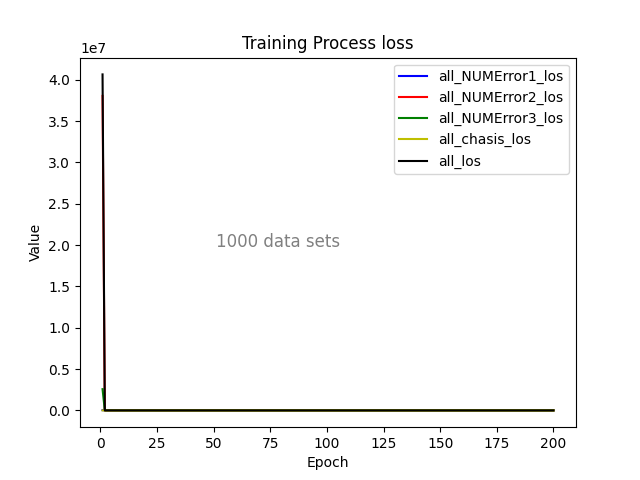 Training Process loss
1e7
4.0
3.5
3.0
2.5
2.0
1.5
1.0
0.5
0.0
Value
all_NUMError1_los
all_NUMError2_los
all_NUMError3_los
all_chasis_los
all_los
1000 data sets
0 25 50 75 100 125 150 175 200
Epoch